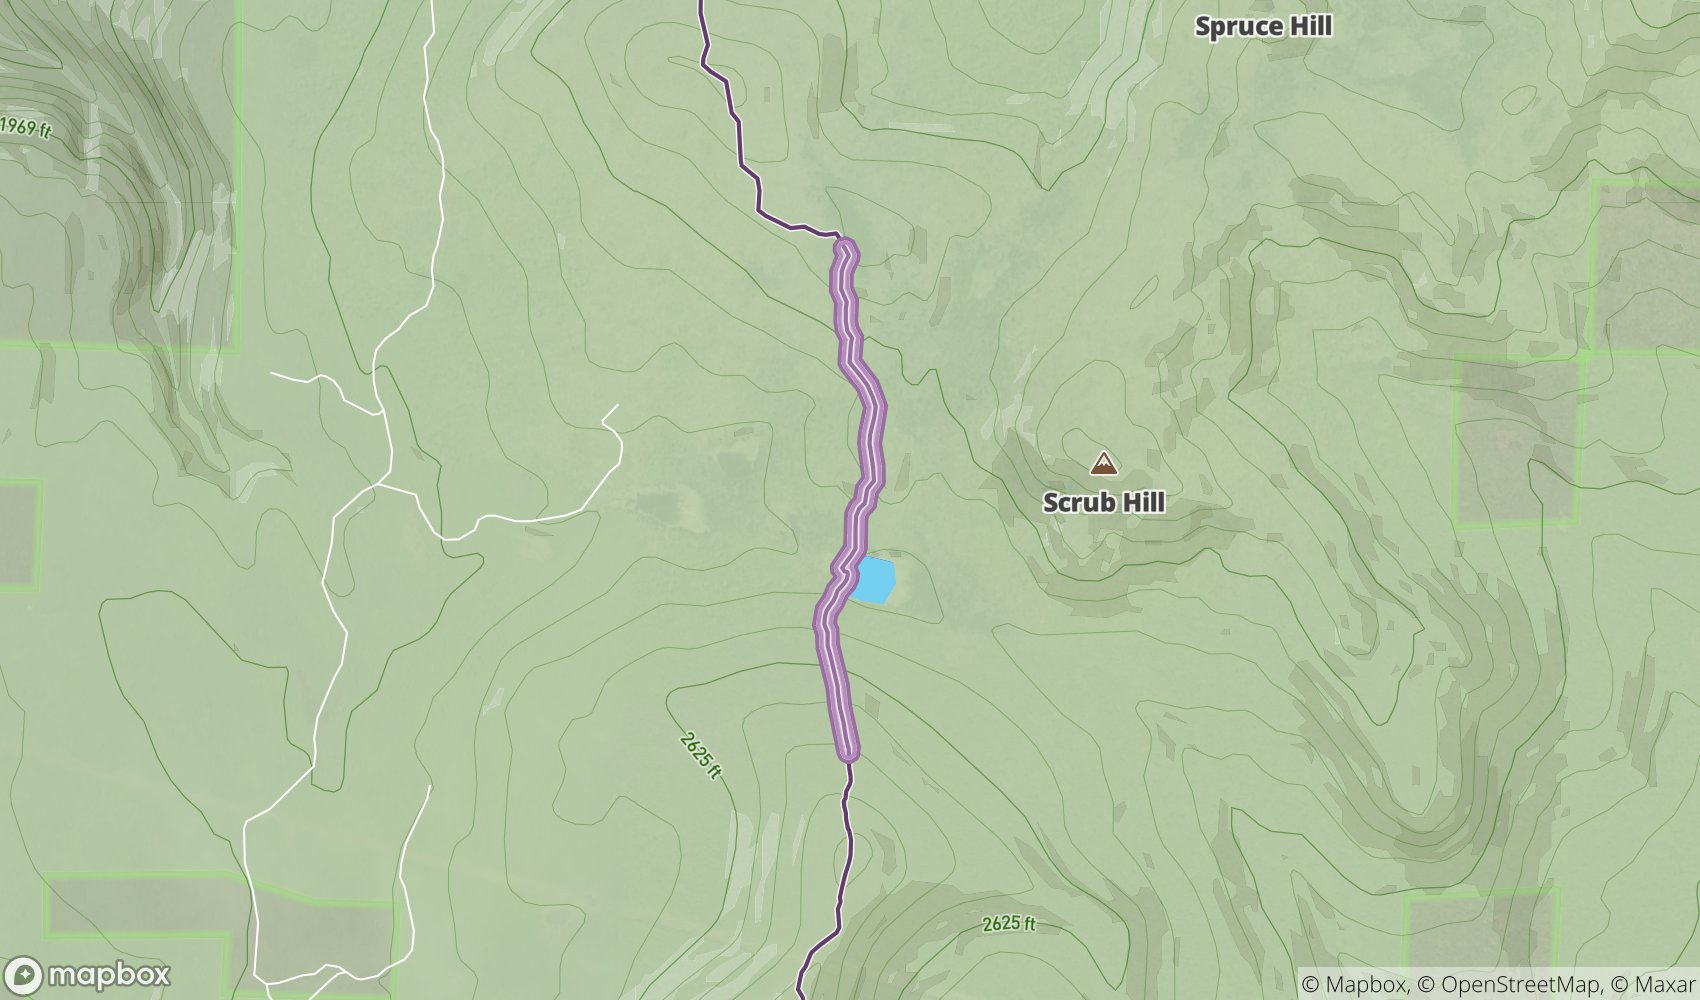 Spruce Hill
1969 ft
Scrub Hill
2625 ft
2625 ft
mapbox
© Mapbox, © OpenStreetMap, © Maxar